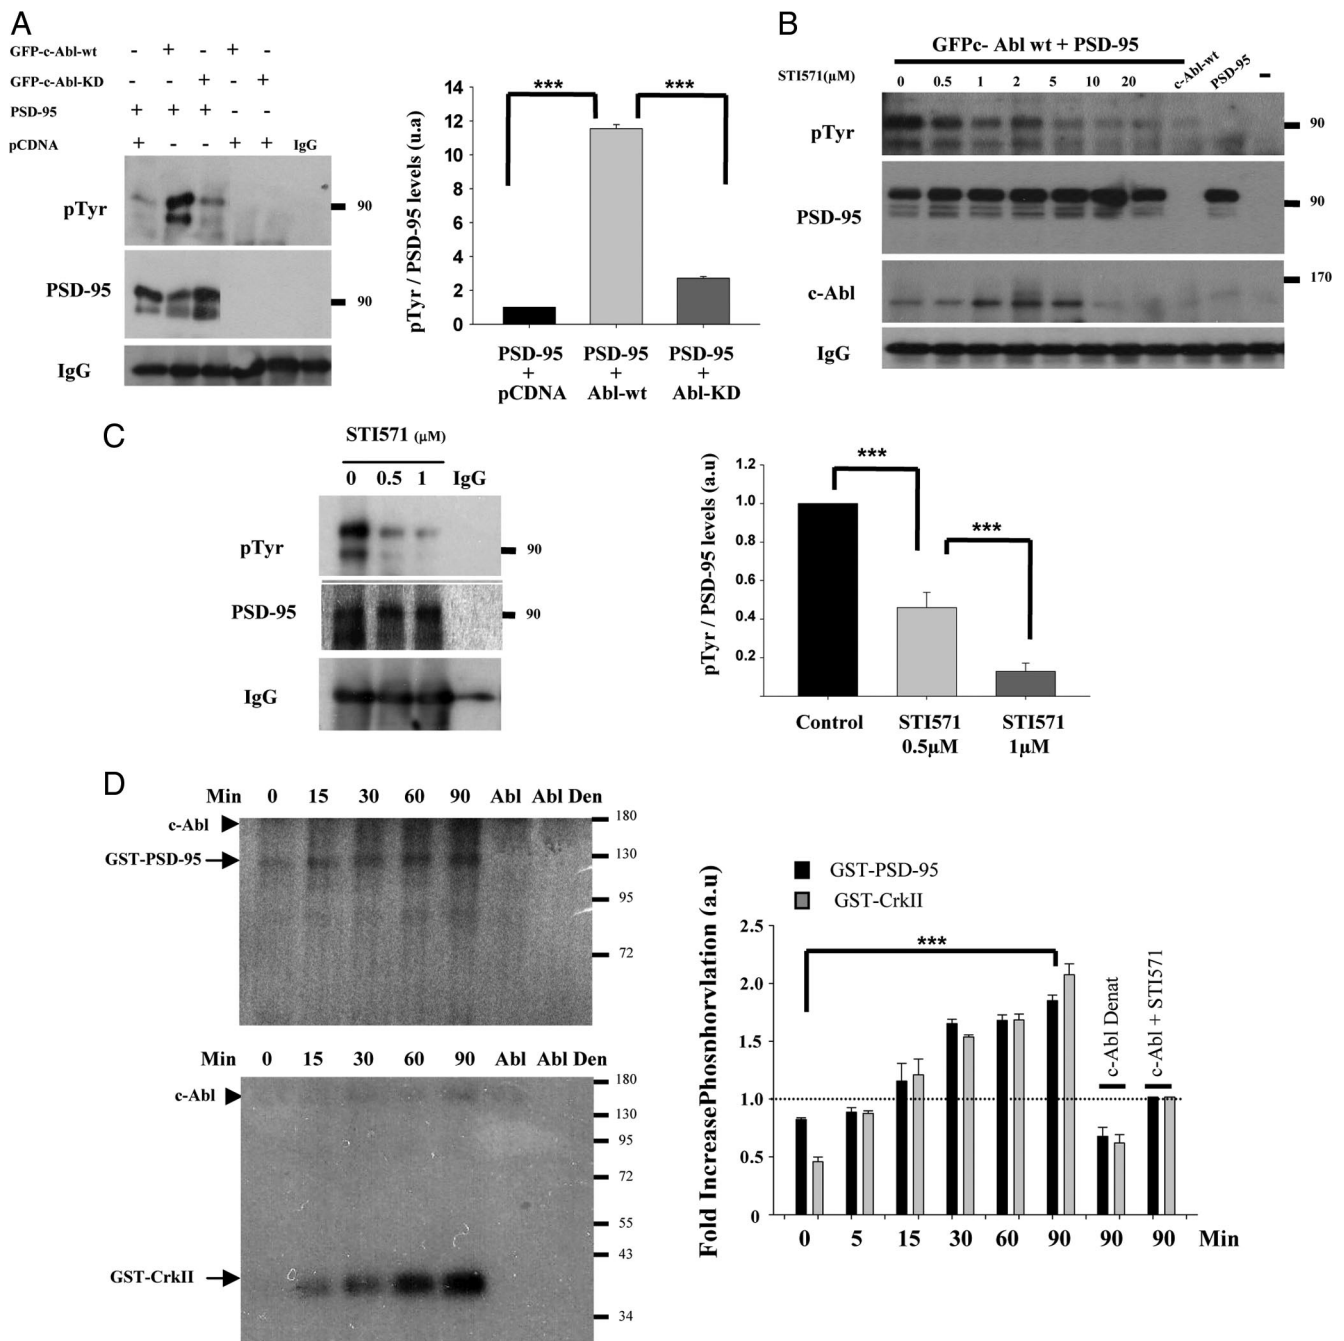 A
GFP-c-Abl-wt - + - + -
GFP-c-Abl-KD - - + - +
PSD-95 + + + - -
pCDNA + - - + + IgG
pTyr
90
PSD-95
90
IgG
pTyr / PSD-95 levels (u.a)
14
12
10
8
6
4
2
0
*** ***
PSD-95 PSD-95 PSD-95
+ + +
pCDNA Abl-wt Abl-KD
B
GFPc- Abl wt + PSD-95
STI571(µM) 0 0.5 1 2 5 10 20 c-Abl-wt PSD-95 -
pTyr
90
PSD-95
90
c-Abl
170
IgG
C
STI571 (µM)
0 0.5 1 IgG
pTyr
90
PSD-95
90
IgG
pTyr / PSD-95 levels (a.u)
1.2
1.0
0.8
0.6
0.4
0.2
***
***
Control STI571 STI571
0.5µM 1µM
D
Min 0 15 30 60 90 Abl Abl Den
c-Abl
GST-PSD-95
180
130
95
72
Min 0 15 30 60 90 Abl Abl Den
c-Abl
GST-CrkII
180
130
95
72
55
43
34
GST-PSD-95
GST-CrkII
Fold IncreasePhosphorylation (a.u)
2.5
2.0
1.5
1.0
0.5
0
***
c-Abl Denat
c-Abl + STI571
0 5 15 30 60 90 90 90 Min